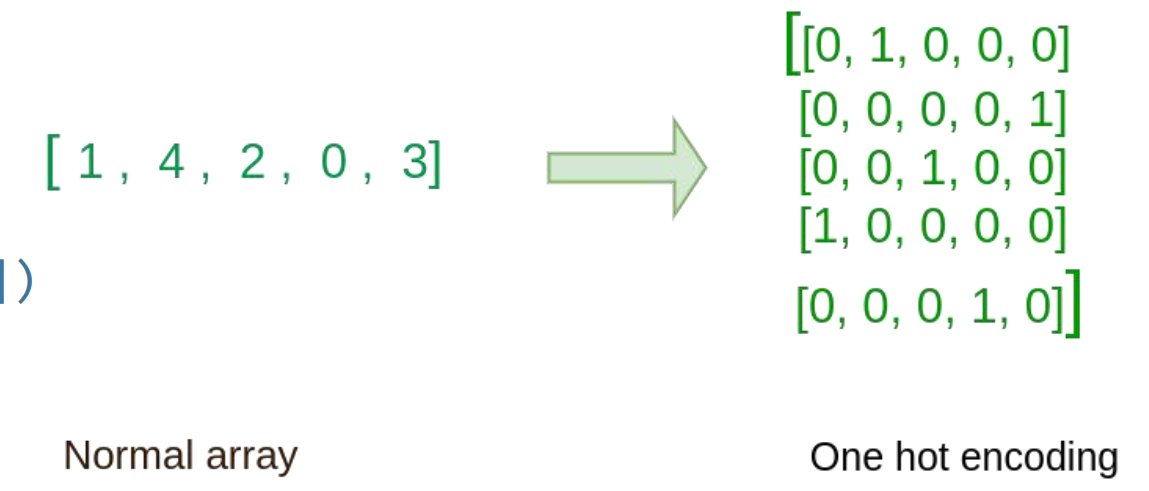 [ 1 , 4 , 2 , 0 , 3]
[[0, 1, 0, 0, 0]
[0, 0, 0, 0, 1]
[0, 0, 1, 0, 0]
[1, 0, 0, 0, 0]
[0, 0, 0, 1, 0]]
)
Normal array
One hot encoding